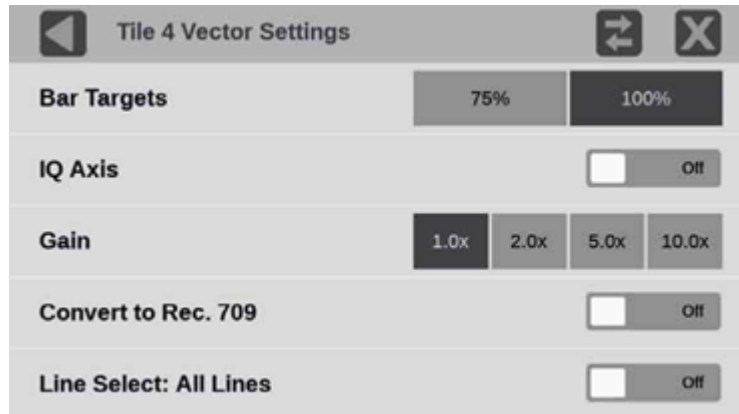 Tile 4 Vector Settings
Bar Targets 75% 100%
IQ Axis Off
Gain 1.0x 2.0x 5.0x 10.0x
Convert to Rec. 709 Off
Line Select: All Lines Off